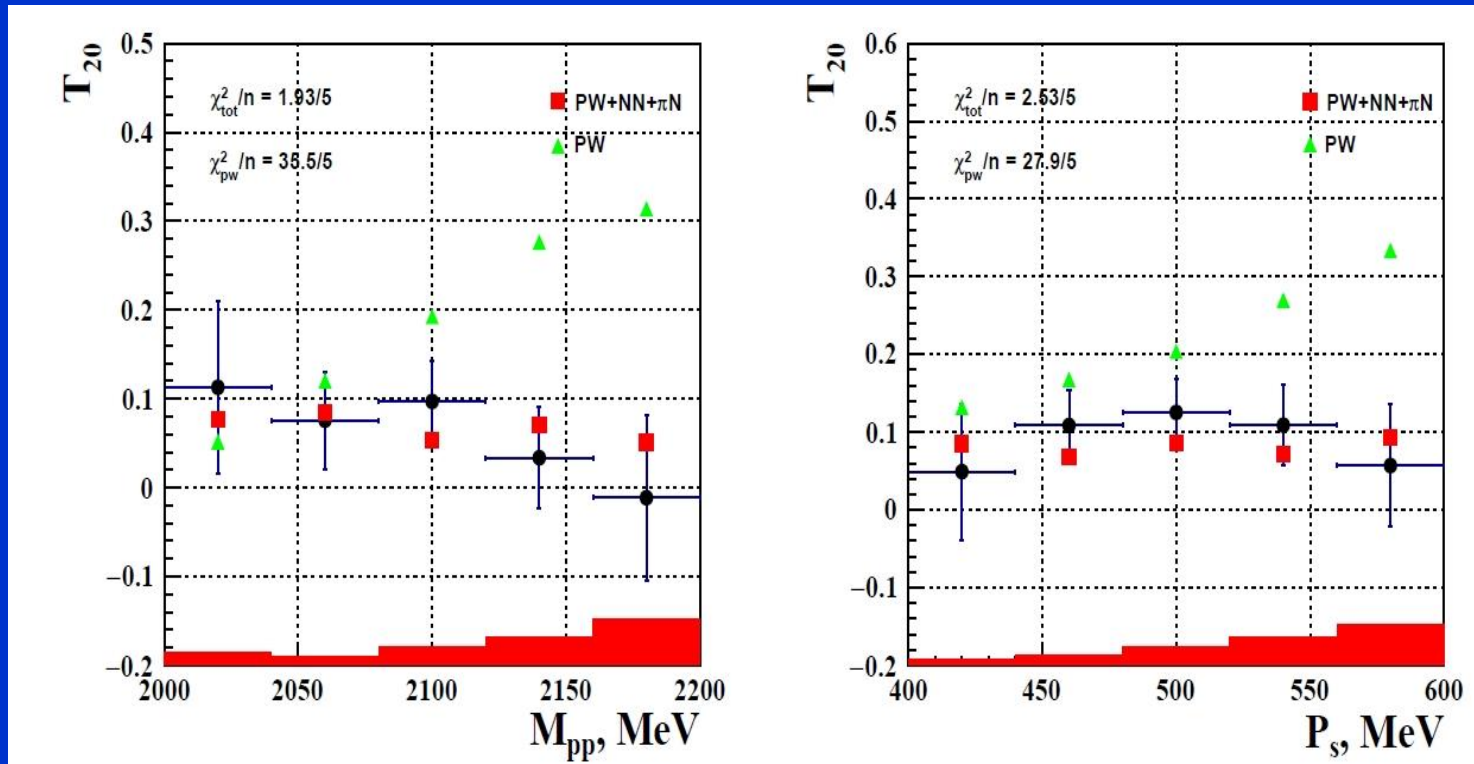 T20
0.5
0.4
0.3
0.2
0.1
0
−0.1
−0.2
χ²tot/n = 1.93/5
χ²pw/n = 35.5/5
PW+NN+πN
PW
2000 2050 2100 2150 2200
Mpp, MeV
T20
0.6
0.5
0.4
0.3
0.2
0.1
0
−0.1
−0.2
χ²tot/n = 2.53/5
χ²pw/n = 27.9/5
PW+NN+πN
PW
400 450 500 550 600
Ps, MeV